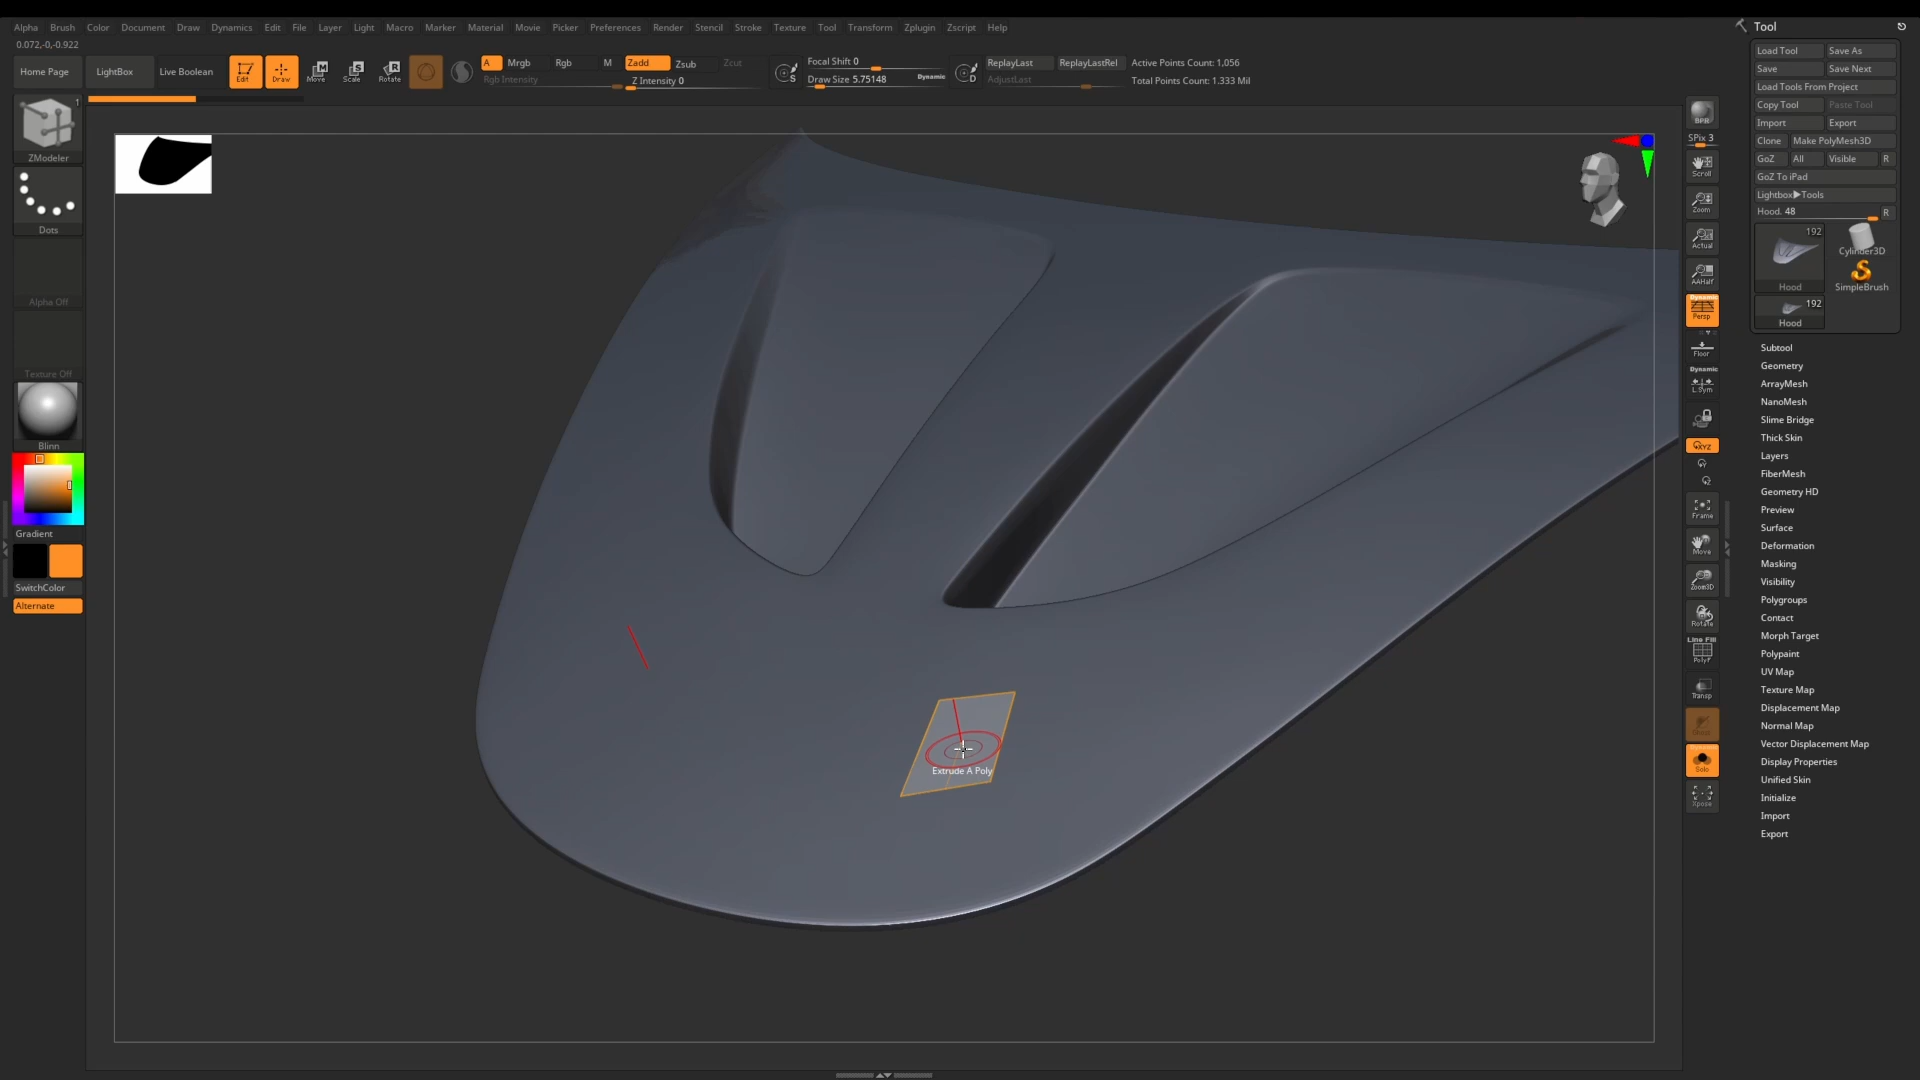 Alpha Brush Color Document Draw Dynamics Edit File Layer Light Macro Marker Material Movie Picker Preferences Render Stencil Stroke Texture Tool Transform Zplugin Zscript Help
0.072,-0,-0.922
Home Page LightBox Live Boolean Edit Draw Move Scale Rotate
M S R
A Mrgb Rgb M Zadd Zsub Zcut
Rgb Intensity Z Intensity 0
Focal Shift 0
Draw Size 5.75148 Dynamic
S D
ReplayLast ReplayLastRel Active Points Count: 1,056
AdjustLast Total Points Count: 1.333 Mil
1
ZModeler
Dots
Alpha Off
Texture Off
Blinn
Gradient
SwitchColor
Alternate
Extrude A Poly
BPR
SPix 3
Scroll
Zoom
Actual
AAHalf
Dynamic
Persp
Floor
Dynamic
L.Sym
XYZ
Y
Z
Frame
Move
Zoom3D
Rotate
Line Fill
PolyF
Transp
Dynamic
Solo
Xpose
Tool
Load Tool Save As
Save Save Next
Load Tools From Project
Copy Tool Paste Tool
Import Export
Clone Make PolyMesh3D
GoZ All Visible R
GoZ To iPad
Lightbox▶Tools
Hood. 48 R
192
Hood
Cylinder3D
SimpleBrush
192
Hood
Subtool
Geometry
ArrayMesh
NanoMesh
Slime Bridge
Thick Skin
Layers
FiberMesh
Geometry HD
Preview
Surface
Deformation
Masking
Visibility
Polygroups
Contact
Morph Target
Polypaint
UV Map
Texture Map
Displacement Map
Normal Map
Vector Displacement Map
Display Properties
Unified Skin
Initialize
Import
Export